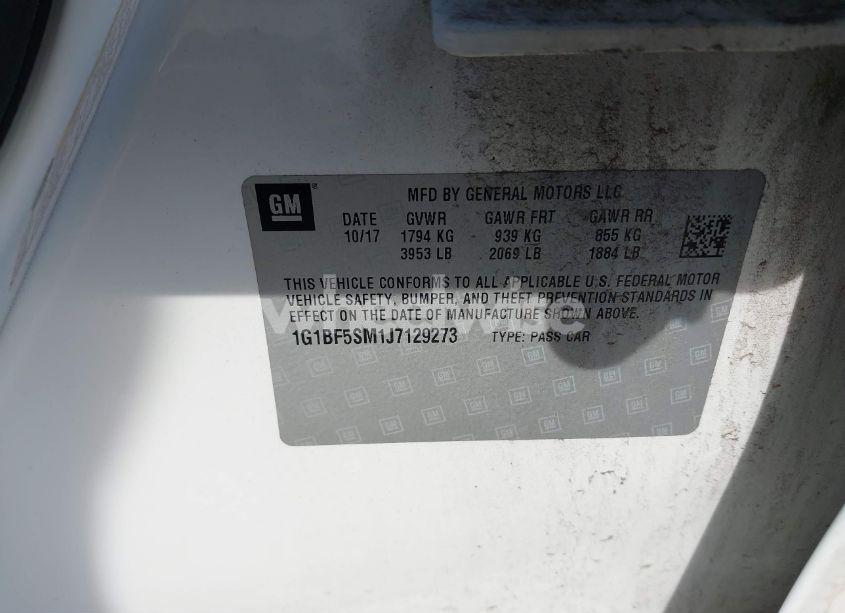 GM
MFD BY GENERAL MOTORS LLC
DATE GVWR GAWR FRT GAWR RR
10/17 1794 KG 939 KG 855 KG
3953 LB 2069 LB 1884 LB
THIS VEHICLE CONFORMS TO ALL APPLICABLE U.S. FEDERAL MOTOR
VEHICLE SAFETY, BUMPER, AND THEFT PREVENTION STANDARDS IN
EFFECT ON THE DATE OF MANUFACTURE SHOWN ABOVE.
1G1BF5SM1J7129273 TYPE: PASS CAR